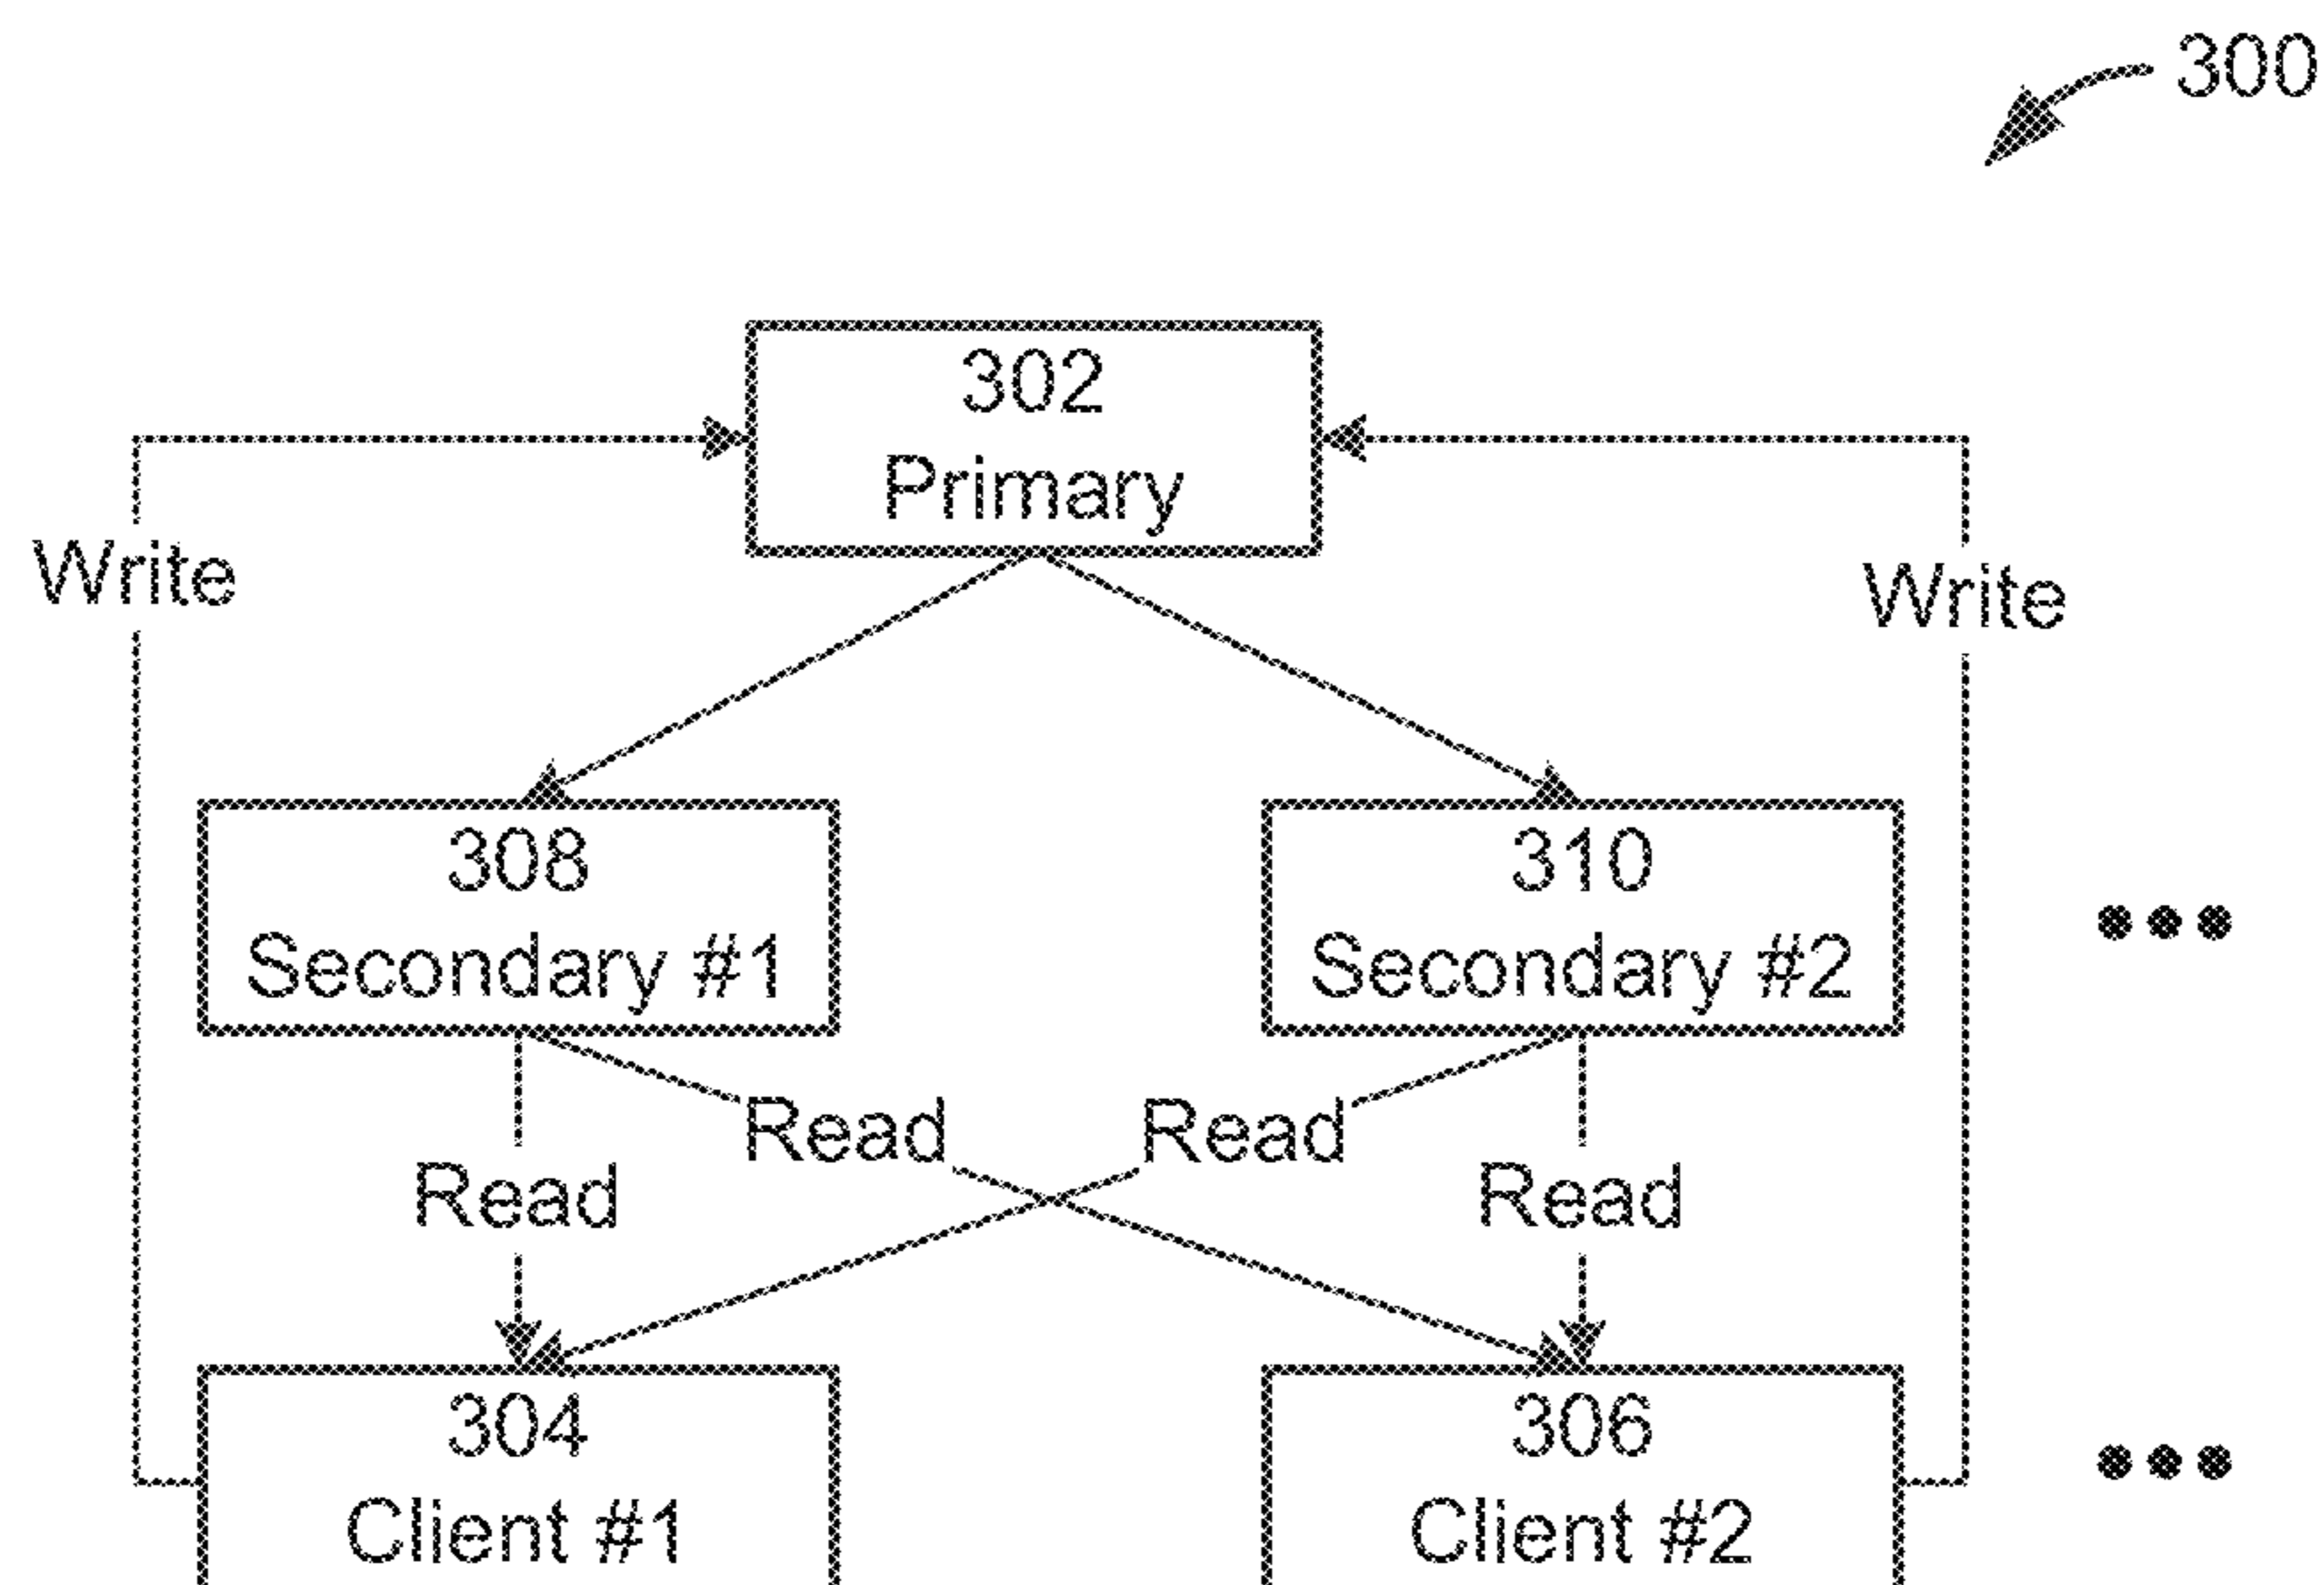 300
302
Primary
Write
Write
308
Secondary #1
310
Secondary #2
●●●
Read
Read
Read
Read
304
Client #1
306
Client #2
●●●